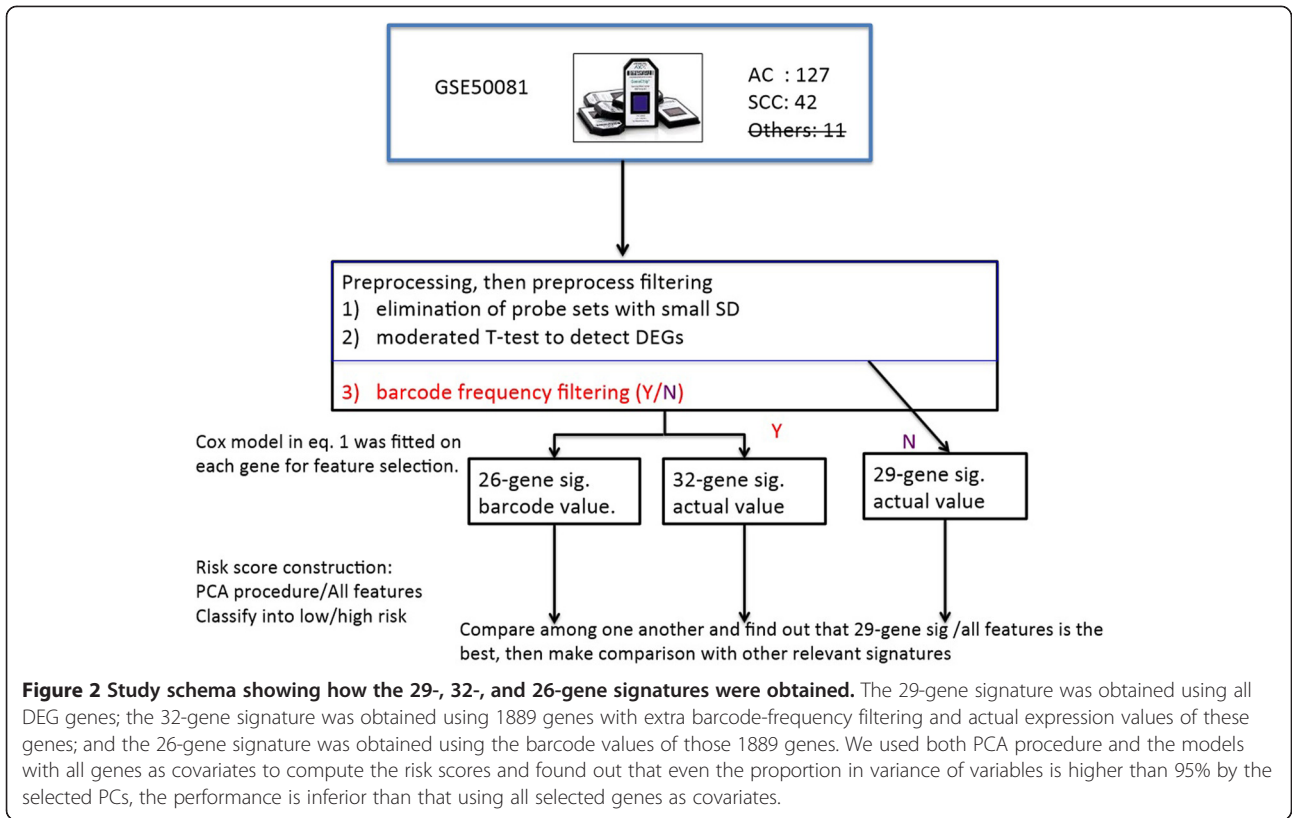 GSE50081
AC : 127
SCC: 42
Others: 11
Preprocessing, then preprocess filtering
1) elimination of probe sets with small SD
2) moderated T-test to detect DEGs
3) barcode frequency filtering (Y/N)
Y
N
Cox model in eq. 1 was fitted on
each gene for feature selection.
26-gene sig.
barcode value.
32-gene sig.
actual value
29-gene sig.
actual value
Risk score construction:
PCA procedure/All features
Classify into low/high risk
Compare among one another and find out that 29-gene sig /all features is the
best, then make comparison with other relevant signatures
Figure 2 Study schema showing how the 29-, 32-, and 26-gene signatures were obtained. The 29-gene signature was obtained using all
DEG genes; the 32-gene signature was obtained using 1889 genes with extra barcode-frequency filtering and actual expression values of these
genes; and the 26-gene signature was obtained using the barcode values of those 1889 genes. We used both PCA procedure and the models
with all genes as covariates to compute the risk scores and found out that even the proportion in variance of variables is higher than 95% by the
selected PCs, the performance is inferior than that using all selected genes as covariates.